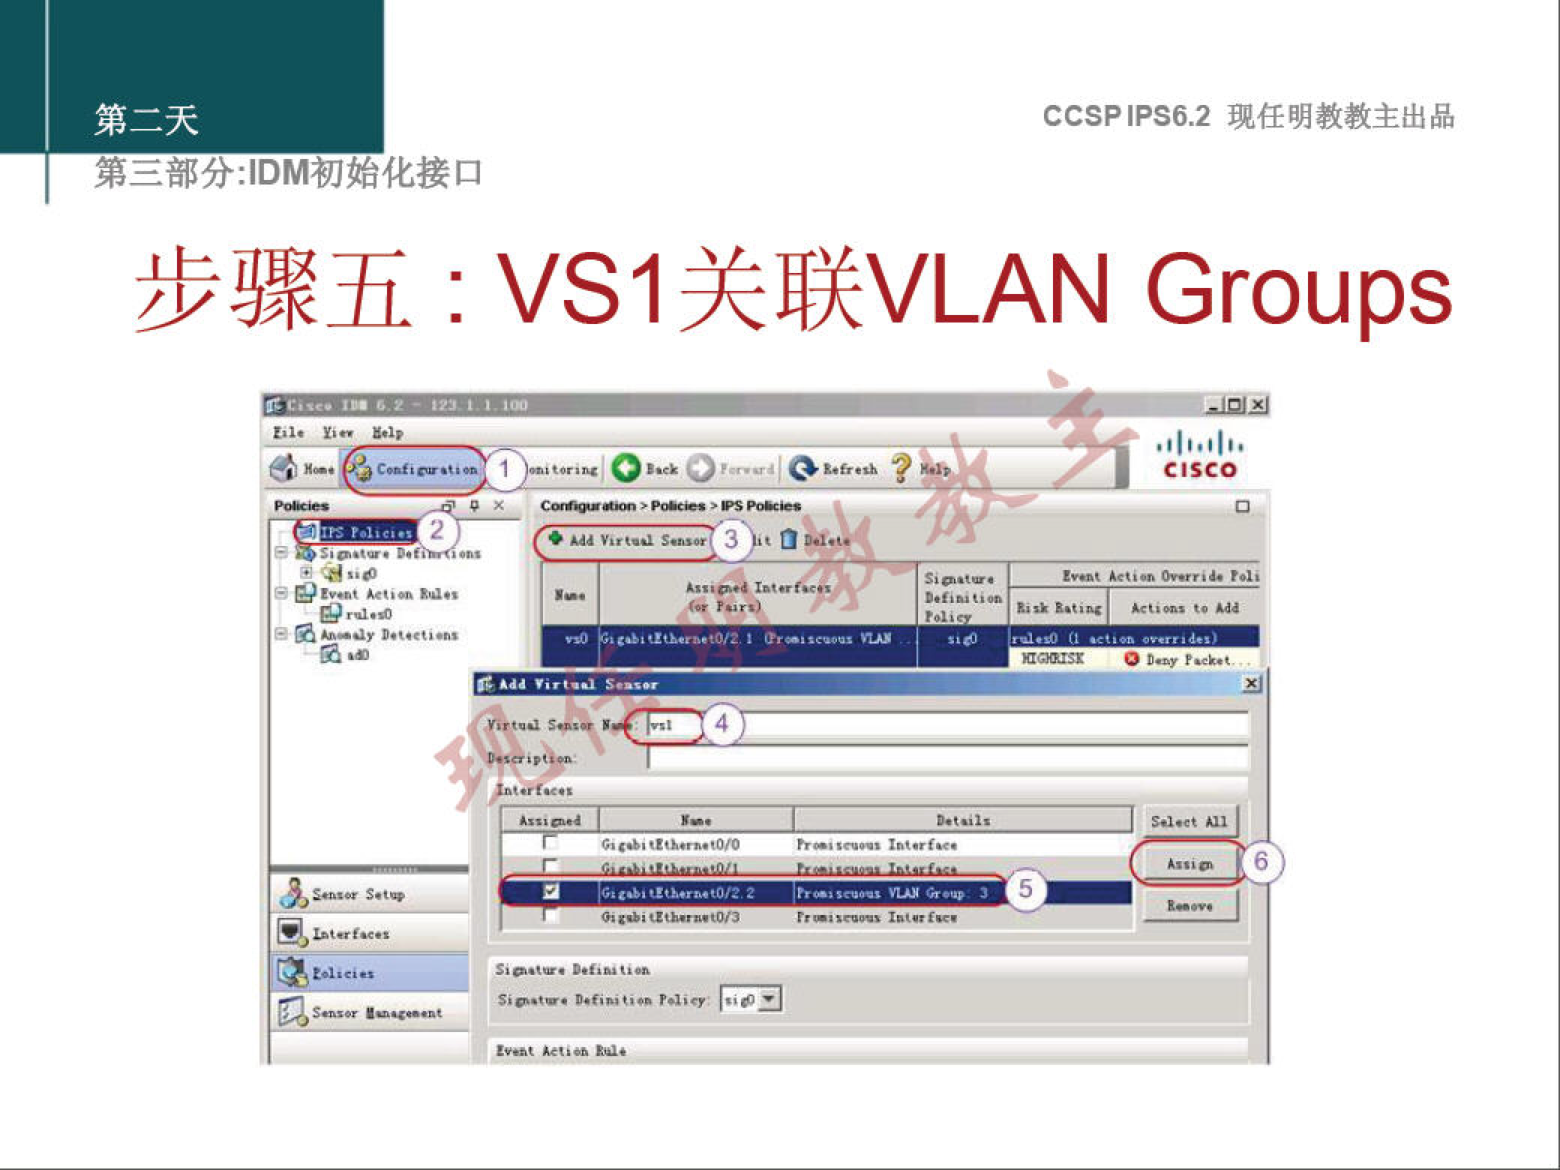 第二天
CCSP IPS6.2 现任明教教主出品
第三部分:IDM初始化接口
步骤五：VS1关联VLAN Groups
Cisco IDM 6.2 - 123.1.1.100
File View Help
Home Configuration 1 onitoring Back Forward Refresh Help
CISCO
Policies
Configuration > Policies > IPS Policies
IPS Policies 2
Add Virtual Sensor 3 dit Delete
Signature Definitions
sig0
Event Action Rules
rules0
Anomaly Detections
ad0
Name
Assigned Interfaces
(or Pairs)
Signature
Definition
Policy
Event Action Override Poli
Risk Rating Actions to Add
vs0 GigabitEthernet0/2.1 (Promiscuous VLAN ... sig0 rules0 (1 action overrides)
HIGHRISK Deny Packet...
Add Virtual Sensor
Virtual Sensor Name: vs1 4
Description:
Interfaces
Assigned Name Details
GigabitEthernet0/0 Promiscuous Interface
GigabitEthernet0/1 Promiscuous Interface
GigabitEthernet0/2.2 Promiscuous VLAN Group: 3 5
GigabitEthernet0/3 Promiscuous Interface
Select All
Assign 6
Remove
Signature Definition
Signature Definition Policy: sig0
Event Action Rule
Sensor Setup
Interfaces
Policies
Sensor Management
现任明教教主